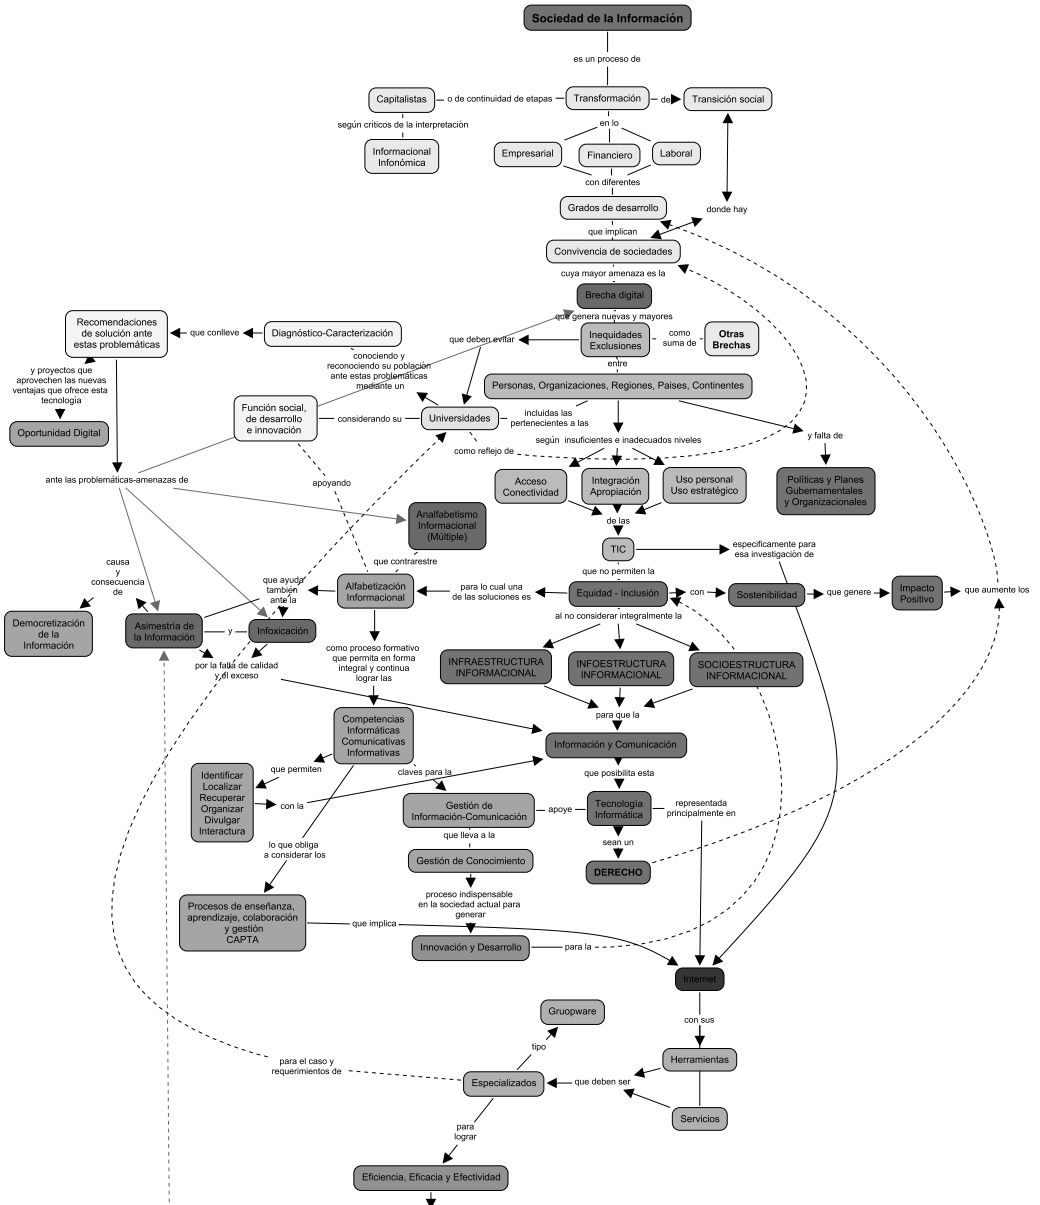 Sociedad de la Información
es un proceso de
Capitalistas
o de continuidad de etapas
Transformación
de
Transición social
según criticos de la interpretaciòn
en lo
Informacional
Infonómica
Empresarial
Financiero
Laboral
con diferentes
Grados de desarrollo
donde hay
que implican
Convivencia de sociedades
cuya mayor amenaza es la
Brecha digital
que genera nuevas y mayores
Recomendaciones
de solución ante
estas problemáticas
que conlleve
Diagnóstico-Caracterización
que deben evitar
Inequidades
Exclusiones
como
suma de
Otras
Brechas
entre
y proyectos que
aprovechen las nuevas
ventajas que ofrece esta
tecnologìa
conociendo y
reconociendo su población
ante estas problemáticas
mediante un
Personas, Organizaciones, Regiones, Paises, Continentes
Oportunidad Digital
Función social,
de desarrollo
e innovación
considerando su
Universidades
incluidas las
pertenecientes a las
según insuficientes e inadecuados niveles
y falta de
como reflejo de
ante las problemáticas-amenazas de
apoyando
Acceso
Conectividad
Integración
Apropiación
Uso personal
Uso estratégico
Politicas y Planes
Gubernamentales
y Organizacionales
Analfabetismo
Informacional
(Múltiple)
de las
TIC
especificamente para
esa investigaciòn de
que contrarestre
que no permiten la
causa
y
consecuencia
de
que ayuda
también
ante la
Alfabetización
Informacional
para lo cual una
de las soluciones es
Equidad - Inclusión
con
Sostenibilidad
que genere
Impacto
Positivo
que aumente los
Democretización
de la
Información
Asimestria de
la Información
y
Infoxicación
al no considerar integralmente la
por la falta de calidad
y el exceso
como proceso formativo
que permita en forma
integral y continua
lograr las
INFRAESTRUCTURA
INFORMACIONAL
INFOESTRUCTURA
INFORMACIONAL
SOCIOESTRUCTURA
INFORMACIONAL
para que la
Competencias
Informáticas
Comunicativas
Informativas
Información y Comunicación
que permiten
claves para la
que posibilita esta
Identificar
Localizar
Recuperar
Organizar
Divulgar
Interactura
con la
Gestión de
Información-Comunicación
apoye
Tecnologìa
Informática
representada
principalmente en
que lleva a la
sean un
lo que obliga
a considerar los
Gestión de Conocimiento
DERECHO
proceso indispensable
en la sociedad actual para
generar
Procesos de enseñanza,
aprendizaje, colaboración
y gestión
CAPTA
que implica
Innovación y Desarrollo
para la
Internet
con sus
Gruopware
tipo
Herramientas
para el caso y
requerimientos de
Especializados
que deben ser
Servicios
para
lograr
Eficiencia, Eficacia y Efectividad